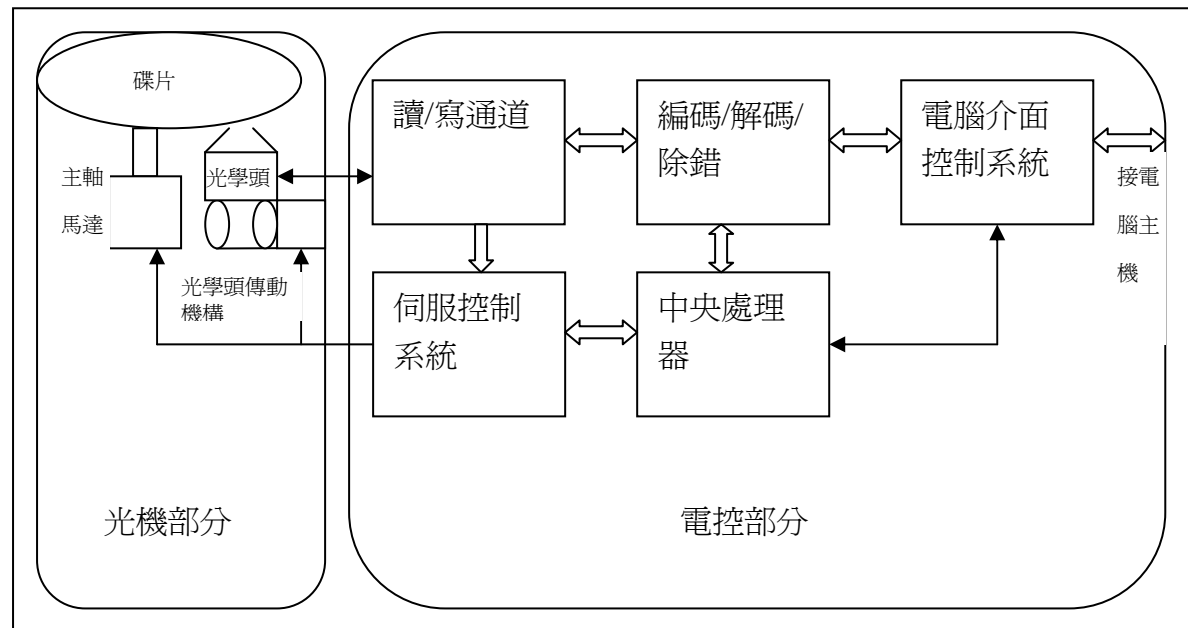 碟片
讀/寫通道
編碼/解碼/
除錯
電腦介面
控制系統
主軸
馬達
光學頭
接電
腦主
機
光學頭傳動
機構
伺服控制
系統
中央處理
器
光機部分
電控部分